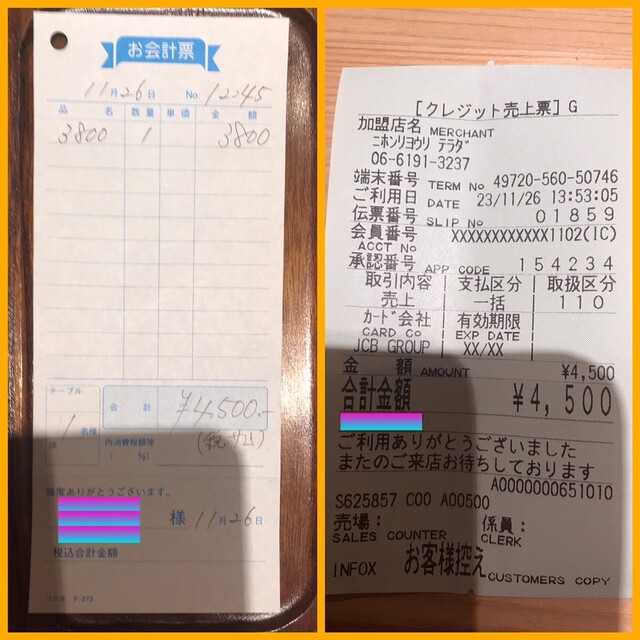 お会計票
11月26日 No. 12:45
品名 数量 単価 金額
3800 1 3800
テーブル
1名様
係
合計 ¥4,500.-
内消費税額等
( %)
(税サ込)
毎度ありがとうございます。
様 11月26日
税込合計金額
テ-273
[クレジット売上票] G
加盟店名 MERCHANT
ニホンリヨウリ テラダ
06-6191-3237
端末番号 TERM No 49720-560-50746
ご利用日 DATE 23/11/26 13:53:05
伝票番号 SLIP No 01859
会員番号 XXXXXXXXXXXX1102(IC)
ACCT No
承認番号 APP CODE 154234
取引内容 支払区分 取扱区分
売上 一括 110
カード会社 有効期限
CARD Co EXP DATE
JCB GROUP XX/XX
金額 AMOUNT ¥4,500
合計金額 ¥4,500
ご利用ありがとうございました
またのご来店お待ちしております
A0000000651010
S625857 C00 A00500
売場: 係員:
SALES COUNTER CLERK
INFOX お客様控え CUSTOMERS COPY